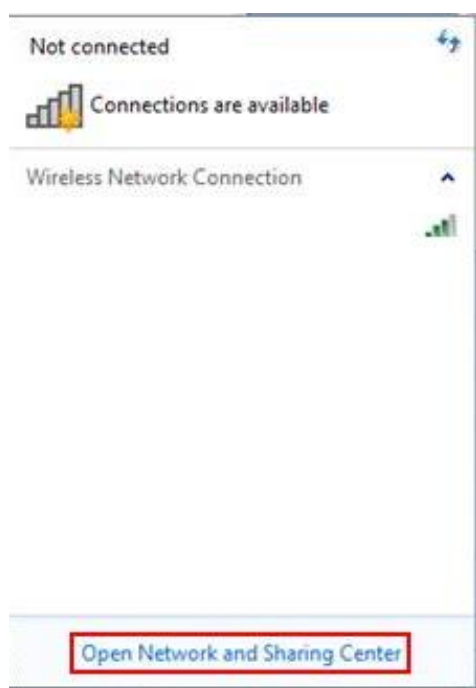 Not connected
Connections are available
Wireless Network Connection
Open Network and Sharing Center